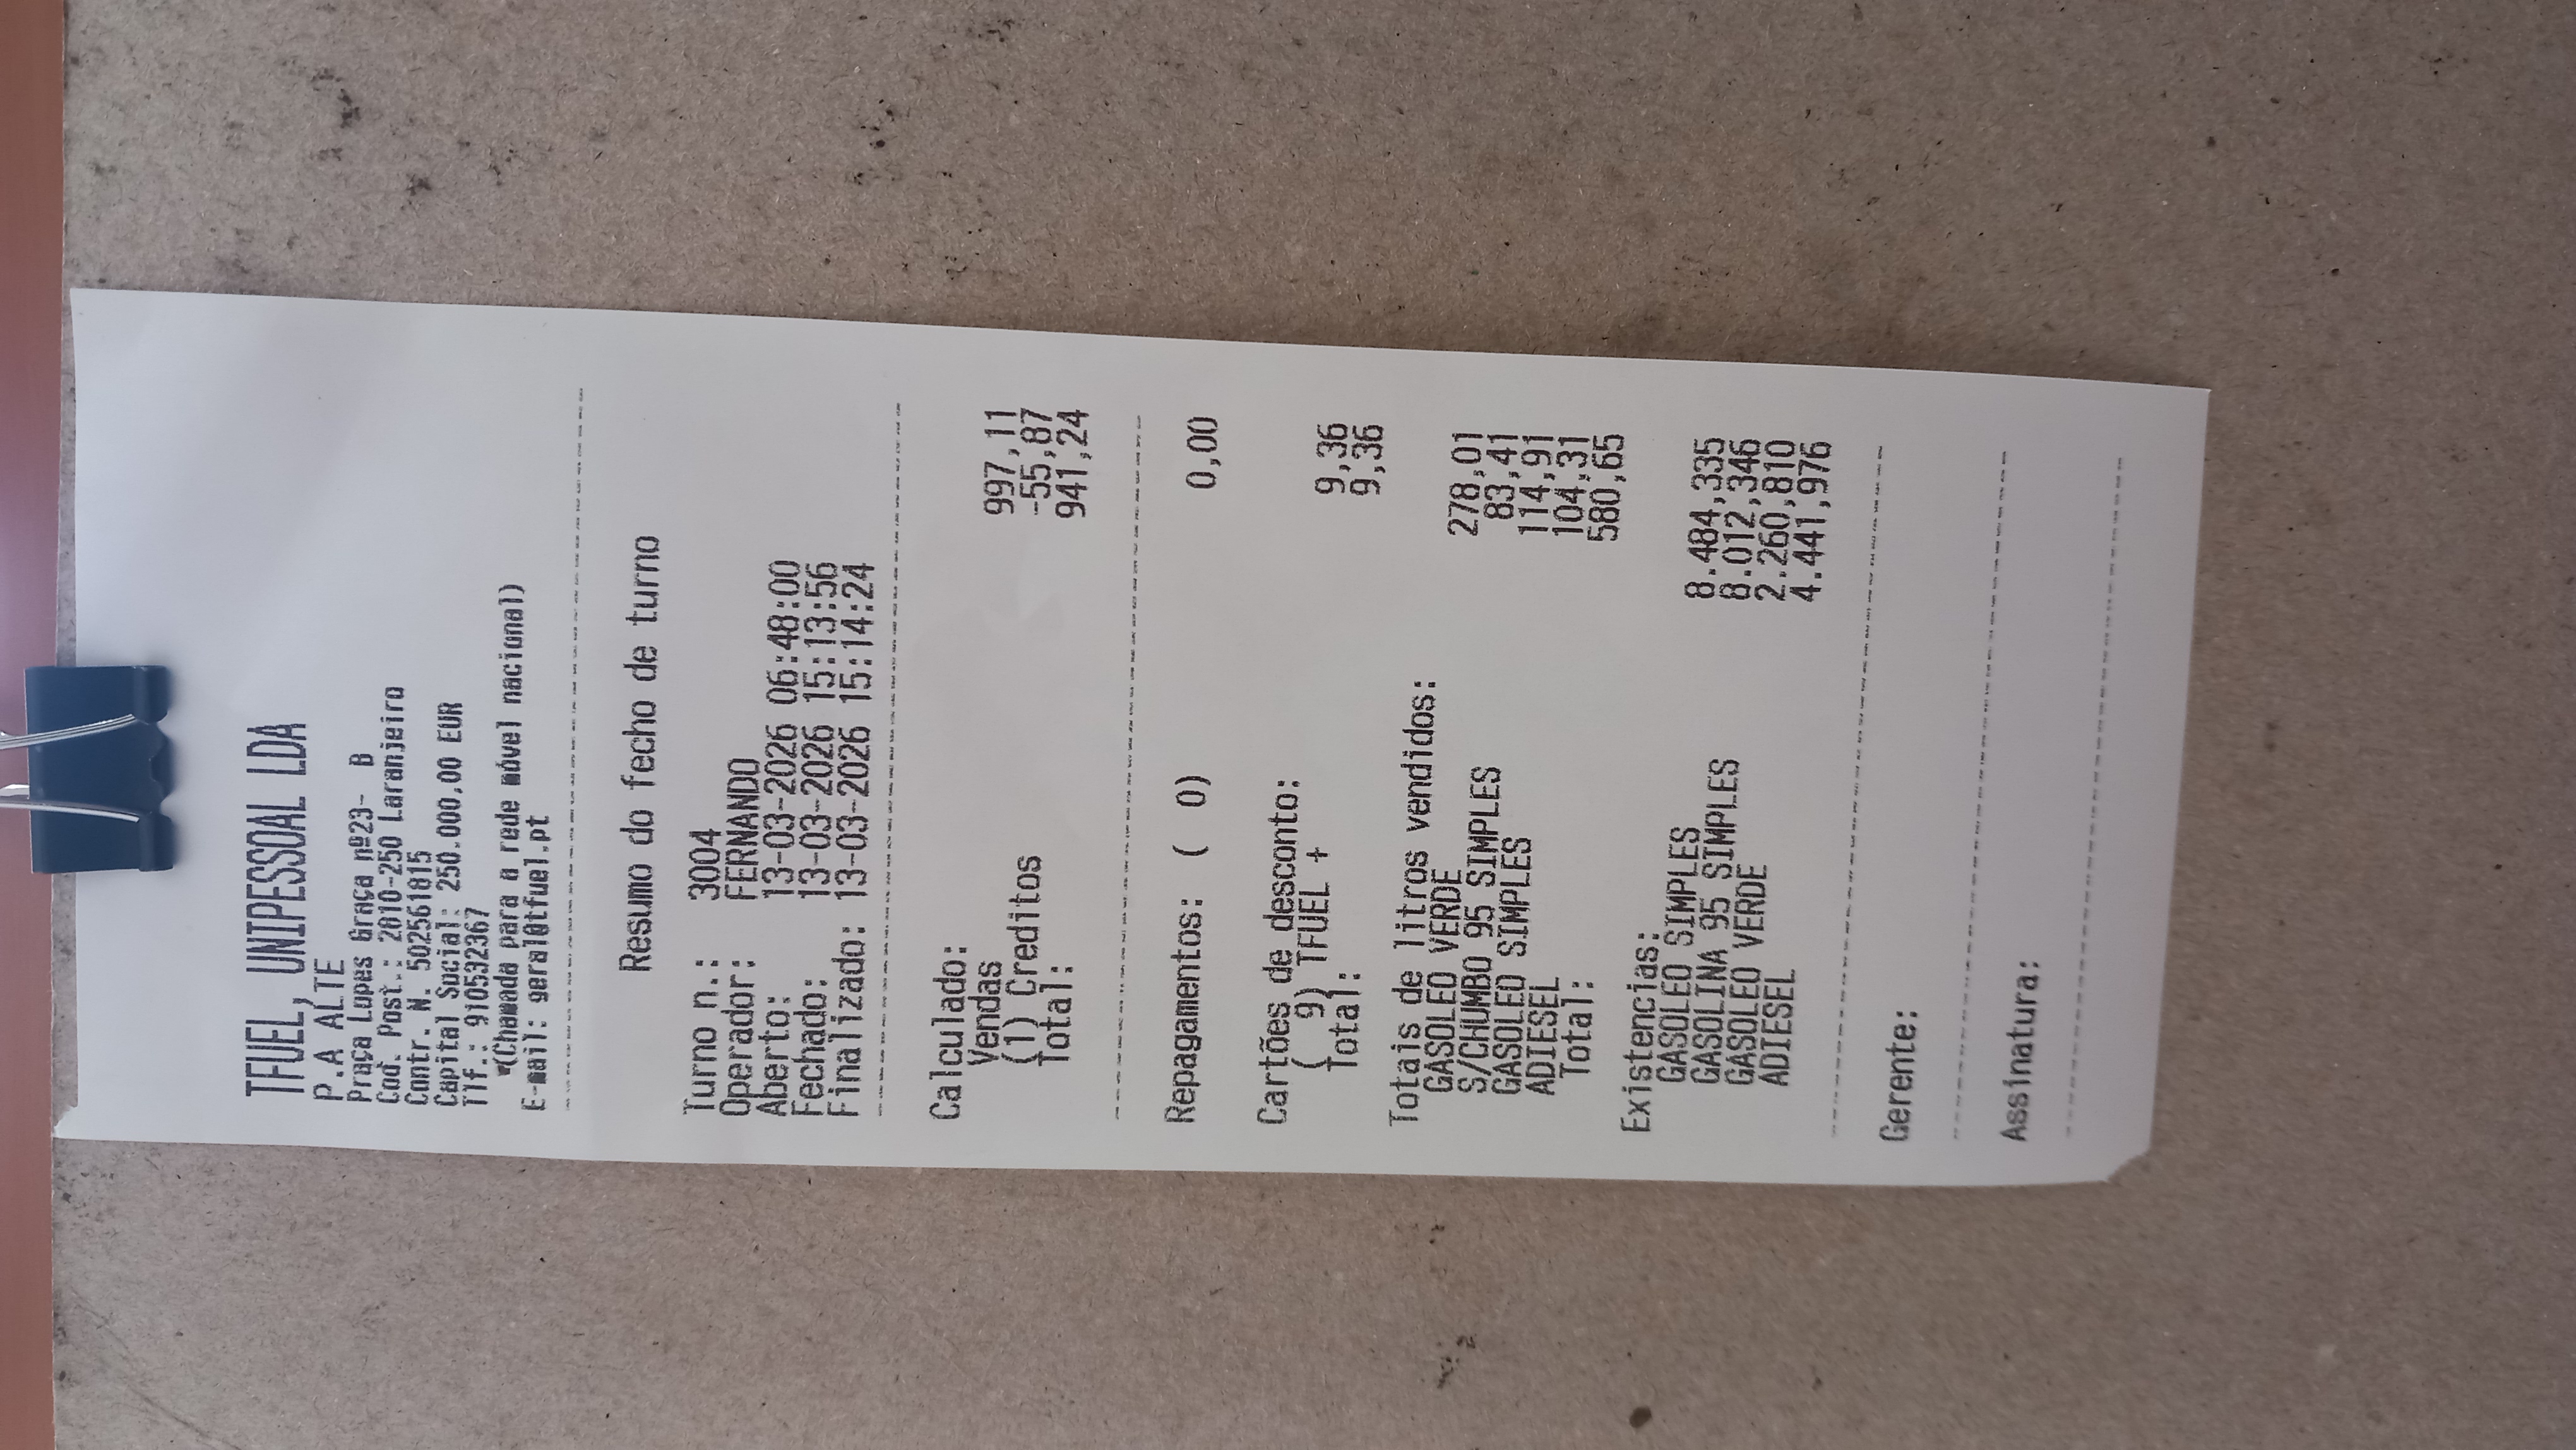 TFUEL, UNIPESSOAL LDA
P.A ALTE
Praça Lopes Graça nº23- B
Cod. Post.: 2810-250 Laranjeiro
Contr. N. 502561815
Capital Social: 250.000,00 EUR
Tlf.: 910532367
*(Chamada para a rede móvel nacional)
E-mail: geral@tfuel.pt
Resumo do fecho de turno
Turno n.: 3004
Operador: FERNANDO
Aberto: 13-03-2026 06:48:00
Fechado: 13-03-2026 15:13:56
Finalizado: 13-03-2026 15:14:24
Calculado:
Vendas 997,11
(1) Creditos -55,87
Total: 941,24
Repagamentos: ( 0) 0,00
Cartões de desconto:
( 9) TFUEL + 9,36
Total: 9,36
Totais de litros vendidos:
GASOLEO VERDE 278,01
S/CHUMBO 95 SIMPLES 83,41
GASOLEO SIMPLES 114,91
ADIESEL 104,31
Total: 580,65
Existencias:
GASOLEO SIMPLES 8.484,335
GASOLINA 95 SIMPLES 8.012,346
GASOLEO VERDE 2.260,810
ADIESEL 4.441,976
Gerente:
Assinatura: